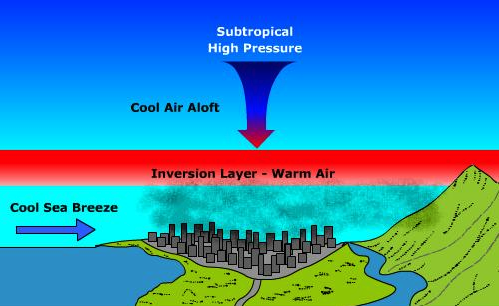 Subtropical
High Pressure
Cool Air Aloft
Inversion Layer - Warm Air
Cool Sea Breeze